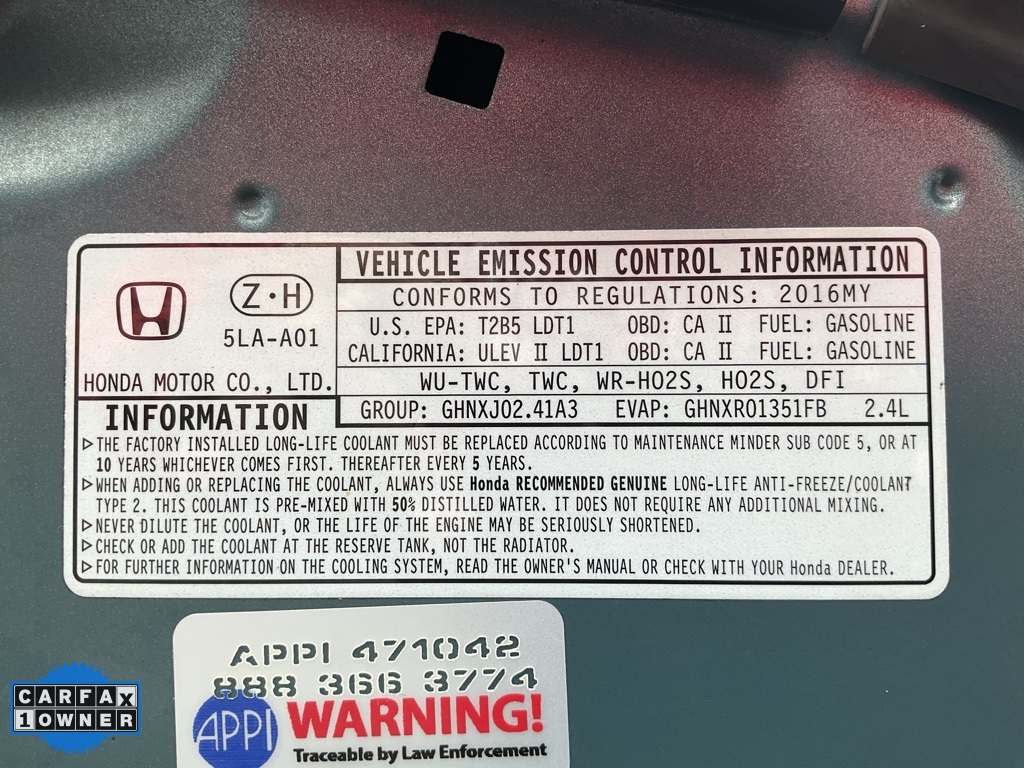 VEHICLE EMISSION CONTROL INFORMATION
Z·H
5LA-A01
HONDA MOTOR CO., LTD.
CONFORMS TO REGULATIONS: 2016MY
U.S. EPA: T2B5 LDT1 OBD: CA II FUEL: GASOLINE
CALIFORNIA: ULEV II LDT1 OBD: CA II FUEL: GASOLINE
WU-TWC, TWC, WR-HO2S, HO2S, DFI
GROUP: GHNXJ02.41A3 EVAP: GHNXR01351FB 2.4L
INFORMATION
▷THE FACTORY INSTALLED LONG-LIFE COOLANT MUST BE REPLACED ACCORDING TO MAINTENANCE MINDER SUB CODE 5, OR AT
10 YEARS WHICHEVER COMES FIRST. THEREAFTER EVERY 5 YEARS.
▷WHEN ADDING OR REPLACING THE COOLANT, ALWAYS USE Honda RECOMMENDED GENUINE LONG-LIFE ANTI-FREEZE/COOLANT
TYPE 2. THIS COOLANT IS PRE-MIXED WITH 50% DISTILLED WATER. IT DOES NOT REQUIRE ANY ADDITIONAL MIXING.
▷NEVER DILUTE THE COOLANT, OR THE LIFE OF THE ENGINE MAY BE SERIOUSLY SHORTENED.
▷CHECK OR ADD THE COOLANT AT THE RESERVE TANK, NOT THE RADIATOR.
▷FOR FURTHER INFORMATION ON THE COOLING SYSTEM, READ THE OWNER'S MANUAL OR CHECK WITH YOUR Honda DEALER.
APPI 471042
888 366 3774
APPI WARNING!
Traceable by Law Enforcement
CARFAX
1 OWNER